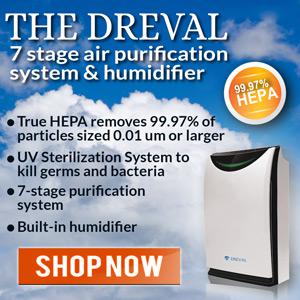 THE DREVAL
7 stage air purification
system & humidifier
99.97%
HEPA
• True HEPA removes 99.97% of
particles sized 0.01 um or larger
• UV Sterilization System to
kill germs and bacteria
• 7-stage purification
system
• Built-in humidifier
DREVAL
SHOP NOW